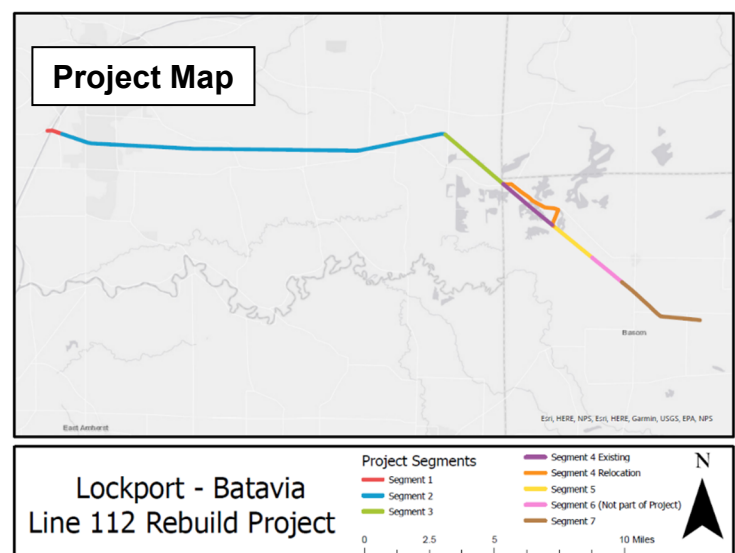 Project Map
Basom
East Amherst
Esri, HERE, NPS, Esri, HERE, Garmin, USGS, EPA, NPS
Lockport - Batavia
Line 112 Rebuild Project
Project Segments
Segment 1
Segment 2
Segment 3
Segment 4 Existing
Segment 4 Relocation
Segment 5
Segment 6 (Not part of Project)
Segment 7
N
0 2.5 5 10 Miles